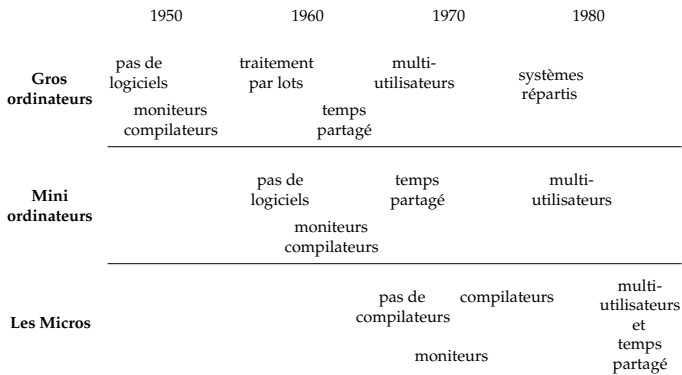 1950 1960 1970 1980
Gros
ordinateurs
pas de
logiciels
traitement
par lots
multi-
utilisateurs
systèmes
répartis
moniteurs
compilateurs
temps
partagé
Mini
ordinateurs
pas de
logiciels
temps
partagé
multi-
utilisateurs
moniteurs
compilateurs
Les Micros
pas de
compilateurs
compilateurs
moniteurs
multi-
utilisateurs
et
temps
partagé